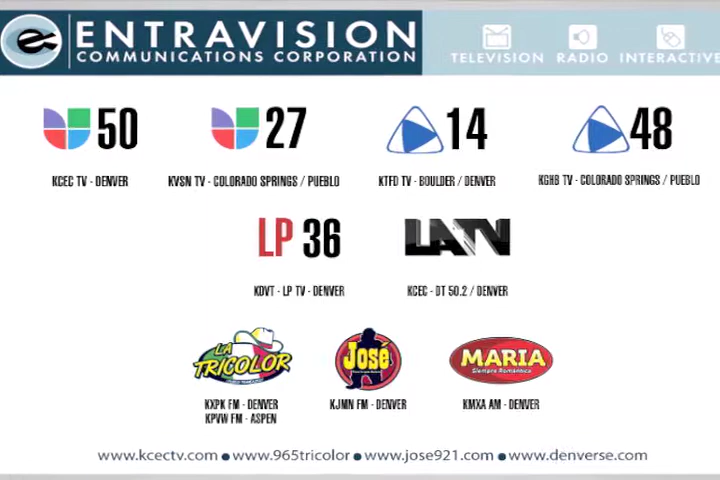 ENTRAVISION
COMMUNICATIONS CORPORATION
TELEVISION RADIO INTERACTIVE
50 27 14 48
KCEC TV - DENVER KVSN TV - COLORADO SPRINGS / PUEBLO KTFD TV - BOULDER / DENVER KGHB TV - COLORADO SPRINGS / PUEBLO
LP 36 LATV
KDVT - LP TV - DENVER KCEC - DT 50.2 / DENVER
LA TRICOLOR José MARIA
Siempre Romántica
KXPK FM - DENVER KJMN FM - DENVER KMXA AM - DENVER
KPVW FM - ASPEN
www.kcectv.com ● www.965tricolor ● www.jose921.com ● www.denverse.com